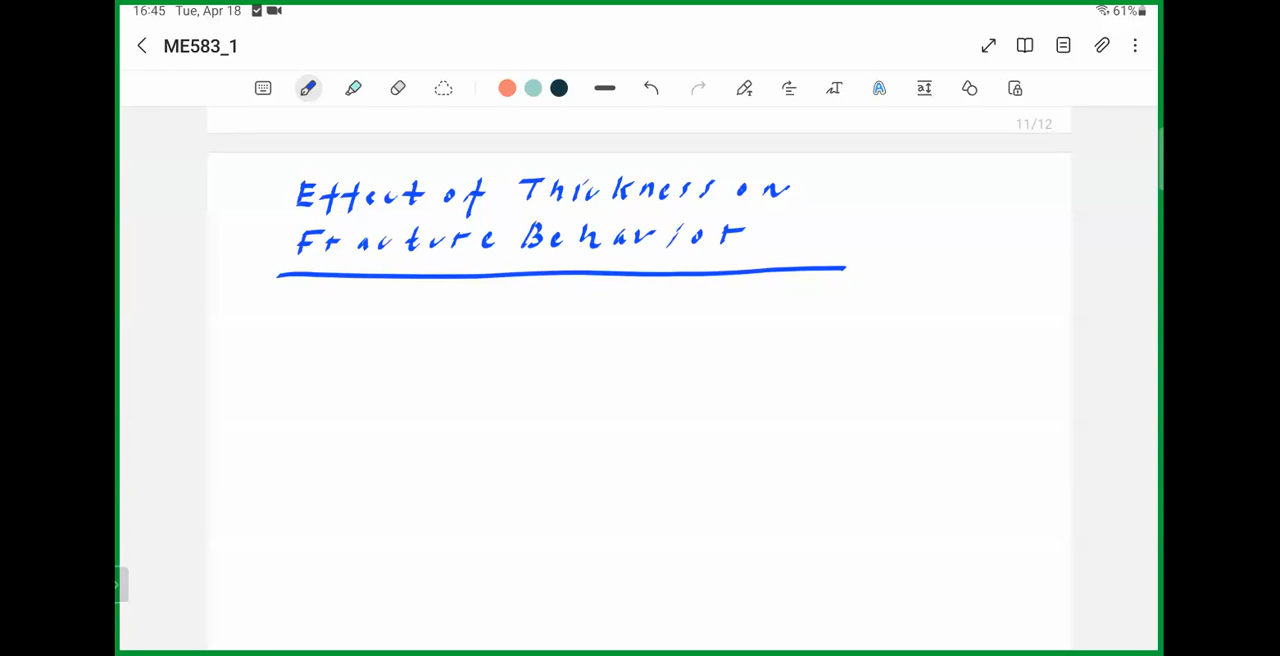 16:45 Tue, Apr 18 61%
ME583_1
11/12
Effect of Thickness on
Fracture Behavior